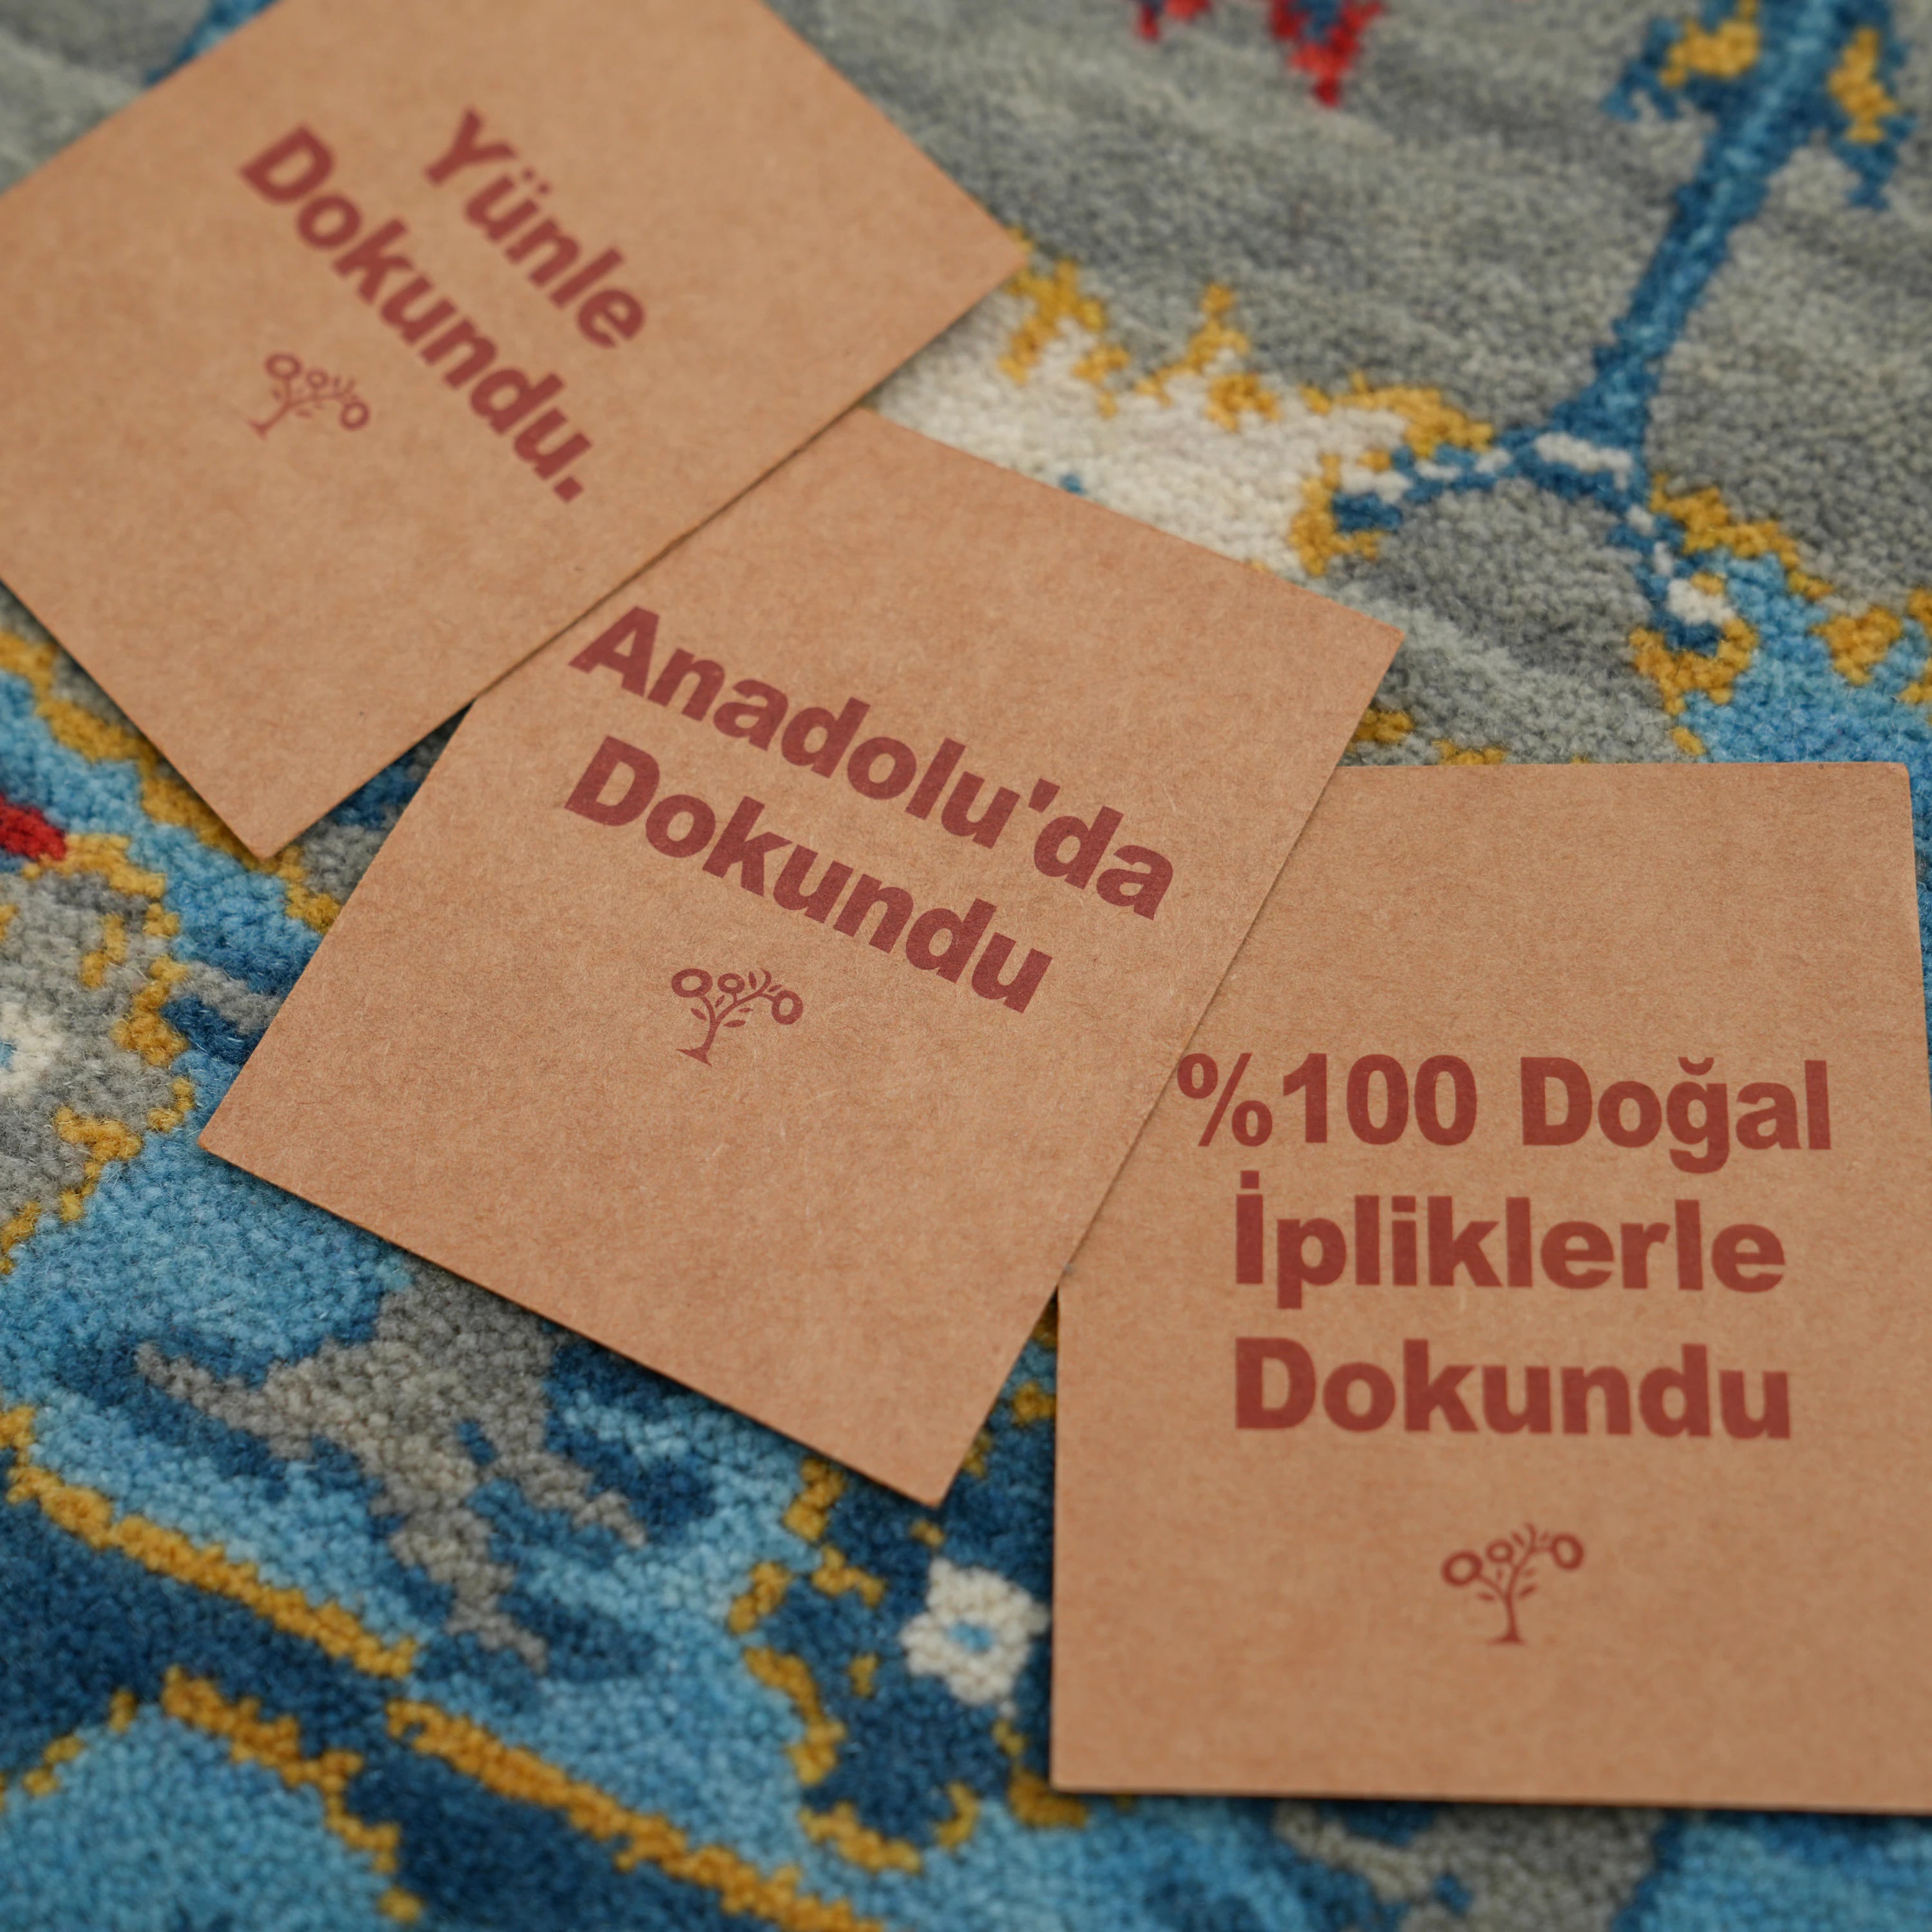 Yünle
Dokundu.
Anadolu'da
Dokundu
%100 Doğal
İpliklerle
Dokundu